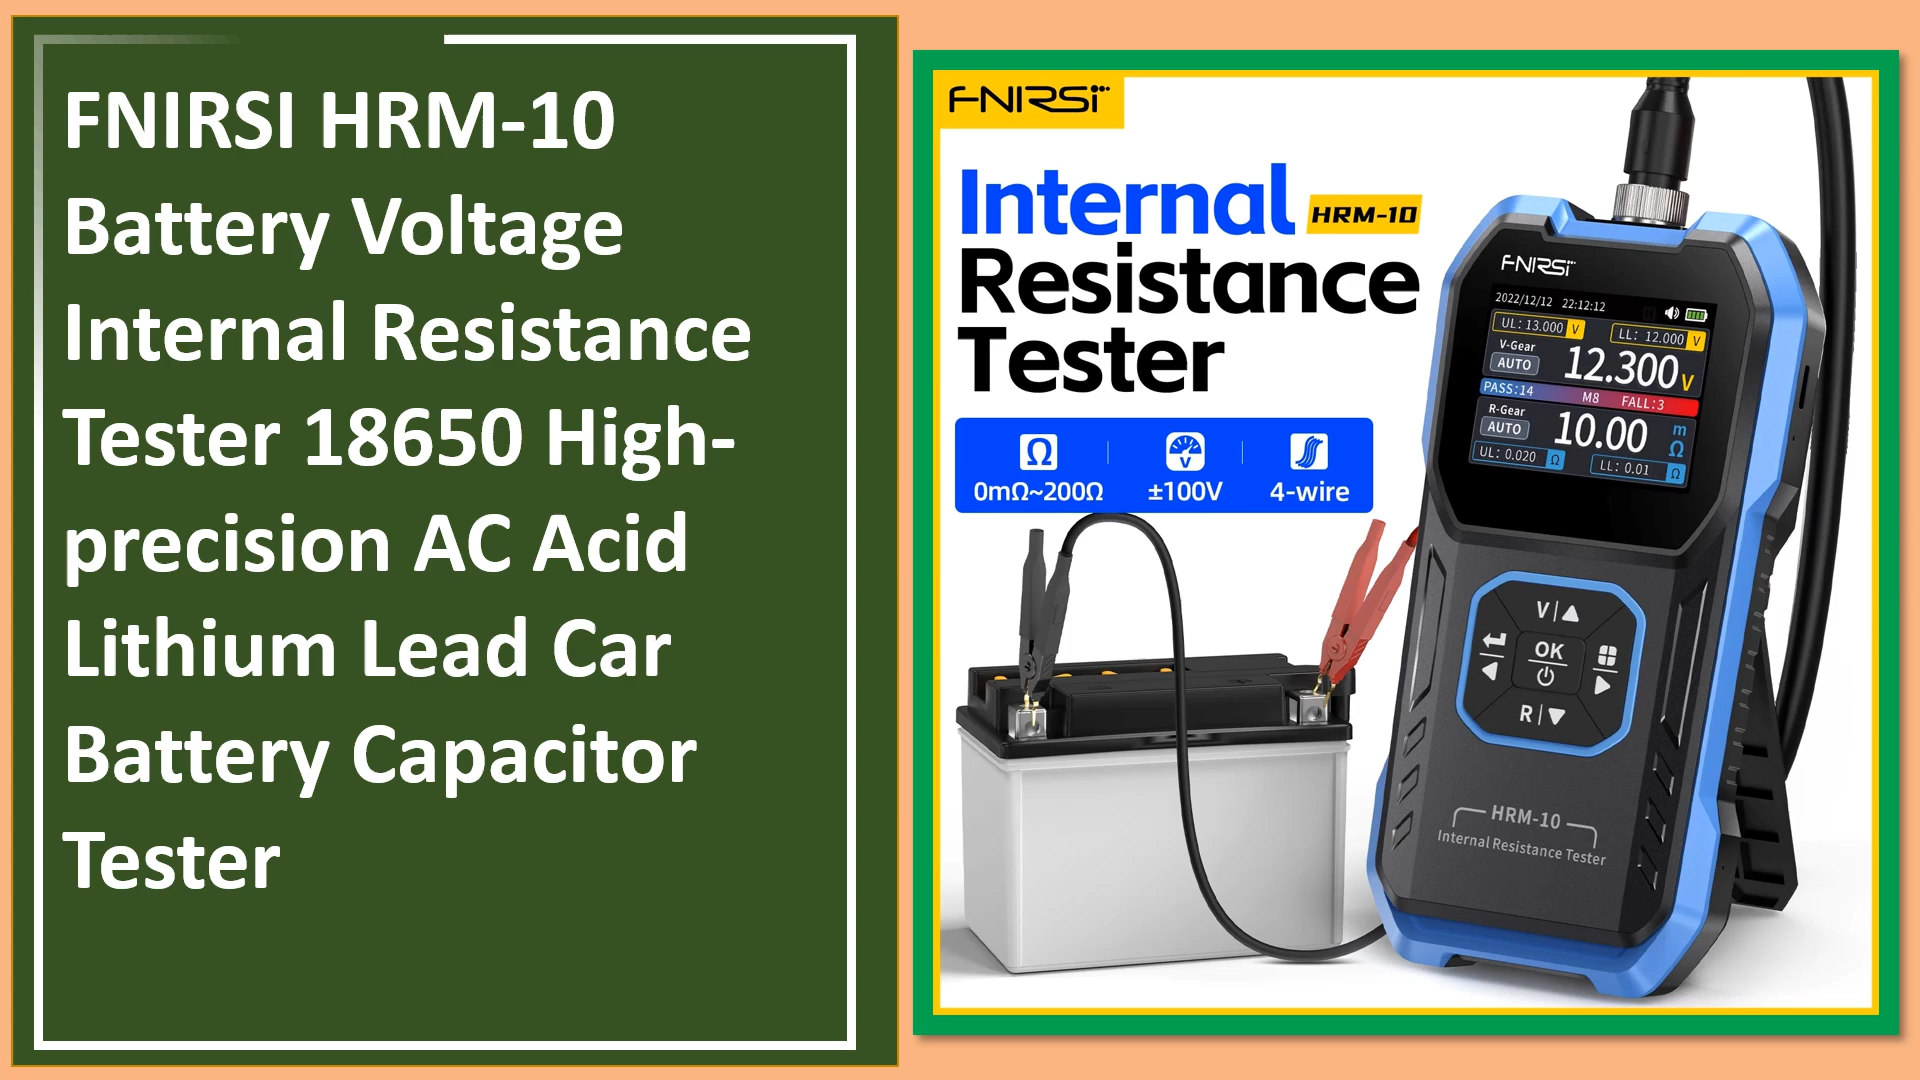 FNIRSI HRM-10
Battery Voltage
Internal Resistance
Tester 18650 High-
precision AC Acid
Lithium Lead Car
Battery Capacitor
Tester
FNIRSI
Internal HRM-10
Resistance
Tester
0mΩ~200Ω ±100V 4-wire
FNIRSI
2022/12/12 22:12:12
UL: 13.000 V LL: 12.000 V
V-Gear
AUTO 12.300 V
PASS:14 M8 FALL:3
R-Gear
AUTO 10.00 mΩ
UL: 0.020 Ω LL: 0.01 Ω
V|▲
OK
R|▼
HRM-10
Internal Resistance Tester